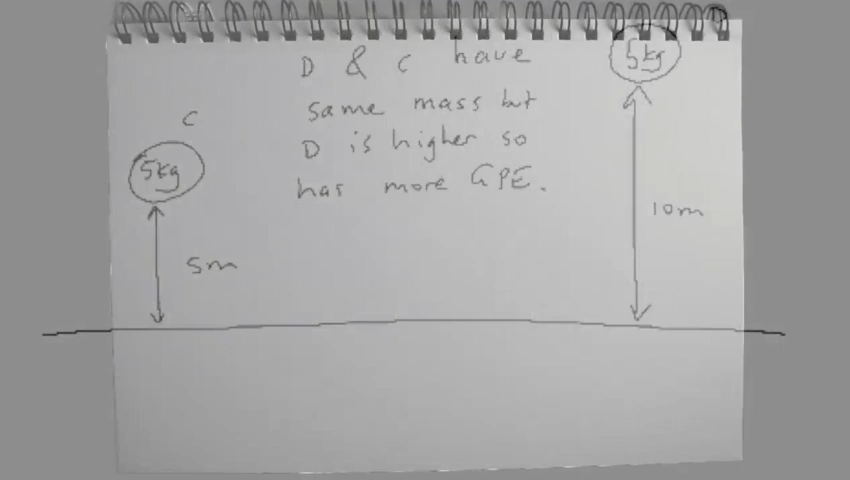 D & C have
same mass but
D is higher so
has more GPE.
C
5kg
5m
5kg
10m